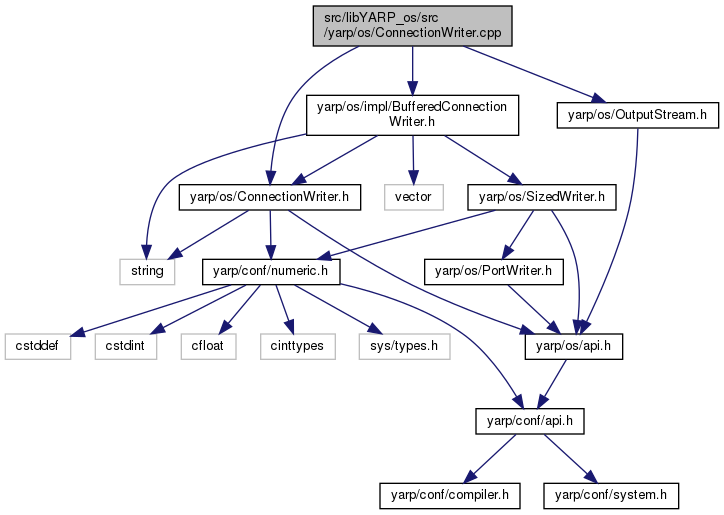 src/libYARP_os/src
/yarp/os/ConnectionWriter.cpp
yarp/os/impl/BufferedConnection
Writer.h
yarp/os/OutputStream.h
yarp/os/ConnectionWriter.h
vector
yarp/os/SizedWriter.h
string
yarp/conf/numeric.h
yarp/os/PortWriter.h
cstddef
cstdint
cfloat
cinttypes
sys/types.h
yarp/os/api.h
yarp/conf/api.h
yarp/conf/compiler.h
yarp/conf/system.h